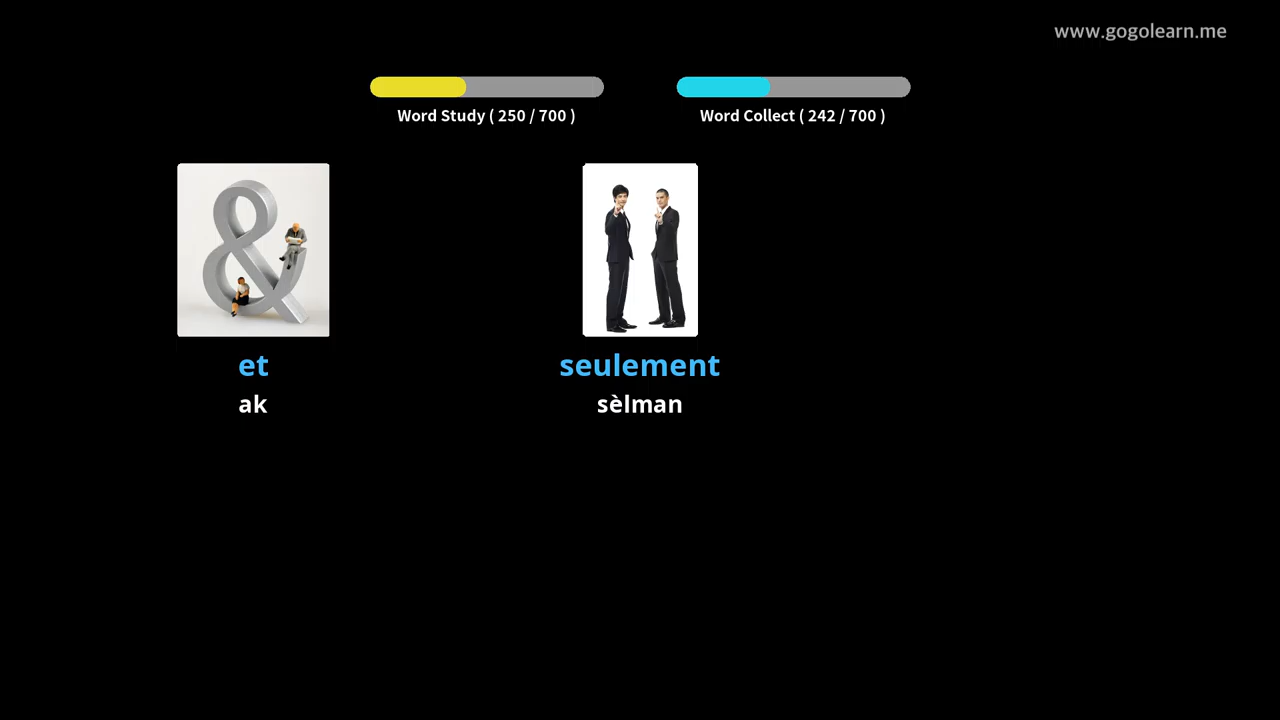 www.gogolearn.me
Word Study ( 250 / 700 )
Word Collect ( 242 / 700 )
&
et
ak
seulement
sèlman